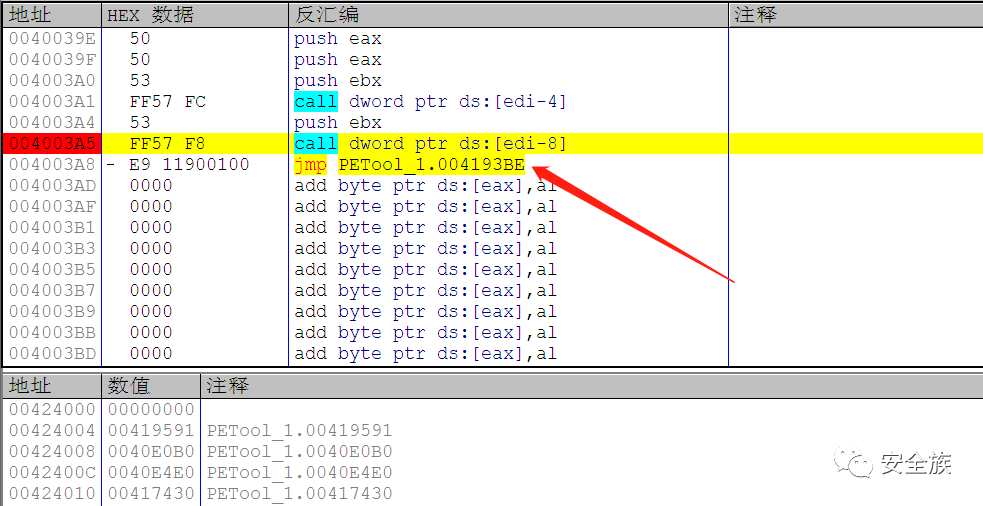 地址 HEX 数据 反汇编 注释
0040039E 50 push eax
0040039F 50 push eax
004003A0 53 push ebx
004003A1 FF57 FC call dword ptr ds:[edi-4]
004003A4 53 push ebx
004003A5 FF57 F8 call dword ptr ds:[edi-8]
004003A8 - E9 11900100 jmp PETool_1.004193BE
004003AD 0000 add byte ptr ds:[eax],al
004003AF 0000 add byte ptr ds:[eax],al
004003B1 0000 add byte ptr ds:[eax],al
004003B3 0000 add byte ptr ds:[eax],al
004003B5 0000 add byte ptr ds:[eax],al
004003B7 0000 add byte ptr ds:[eax],al
004003B9 0000 add byte ptr ds:[eax],al
004003BB 0000 add byte ptr ds:[eax],al
004003BD 0000 add byte ptr ds:[eax],al
地址 数值 注释
00424000 00000000
00424004 00419591 PETool_1.00419591
00424008 0040E0B0 PETool_1.0040E0B0
0042400C 0040E4E0 PETool_1.0040E4E0
00424010 00417430 PETool_1.00417430
安全族